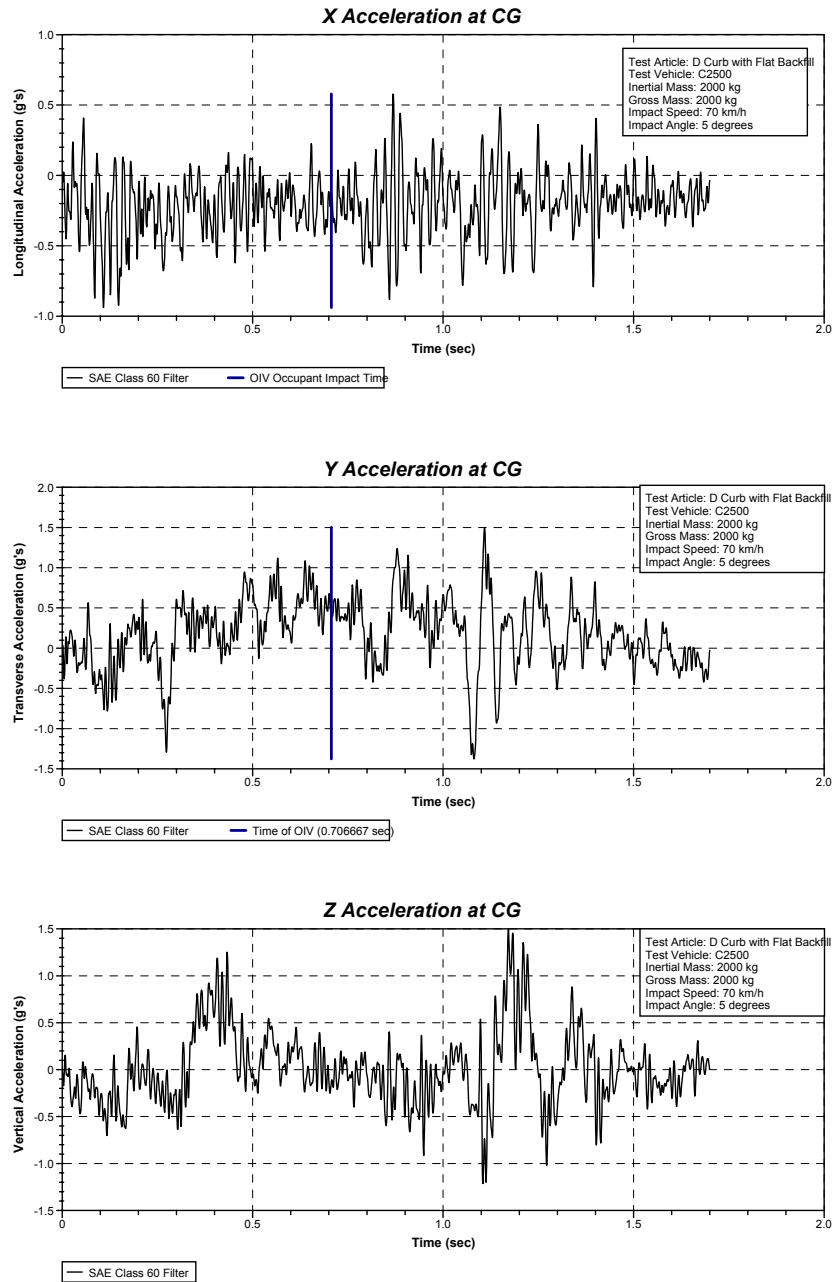 X Acceleration at CG
1.0
0.5
0
-0.5
-1.0
Longitudinal Acceleration (g's)
Test Article: D Curb with Flat Backfill
Test Vehicle: C2500
Inertial Mass: 2000 kg
Gross Mass: 2000 kg
Impact Speed: 70 km/h
Impact Angle: 5 degrees
0 0.5 1.0 1.5 2.0
Time (sec)
SAE Class 60 Filter OIV Occupant Impact Time
Y Acceleration at CG
2.0
1.5
1.0
0.5
0
-0.5
-1.0
-1.5
Transverse Acceleration (g's)
Test Article: D Curb with Flat Backfill
Test Vehicle: C2500
Inertial Mass: 2000 kg
Gross Mass: 2000 kg
Impact Speed: 70 km/h
Impact Angle: 5 degrees
0 0.5 1.0 1.5 2.0
Time (sec)
SAE Class 60 Filter Time of OIV (0.706667 sec)
Z Acceleration at CG
1.5
1.0
0.5
0
-0.5
-1.0
-1.5
Vertical Acceleration (g's)
Test Article: D Curb with Flat Backfill
Test Vehicle: C2500
Inertial Mass: 2000 kg
Gross Mass: 2000 kg
Impact Speed: 70 km/h
Impact Angle: 5 degrees
0 0.5 1.0 1.5 2.0
Time (sec)
SAE Class 60 Filter